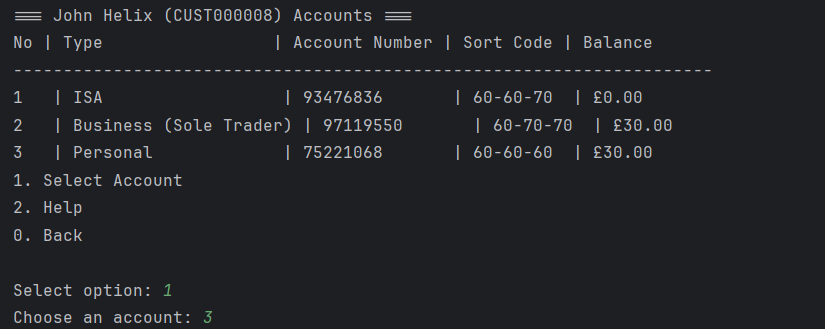 === John Helix (CUST000008) Accounts ===
No | Type                 | Account Number | Sort Code | Balance
----------------------------------------------------------------------
1   | ISA                  | 93476836       | 60-60-70  | £0.00
2   | Business (Sole Trader) | 97119550       | 60-70-70  | £30.00
3   | Personal             | 75221068       | 60-60-60  | £30.00
1. Select Account
2. Help
0. Back
Select option: 1
Choose an account: 3